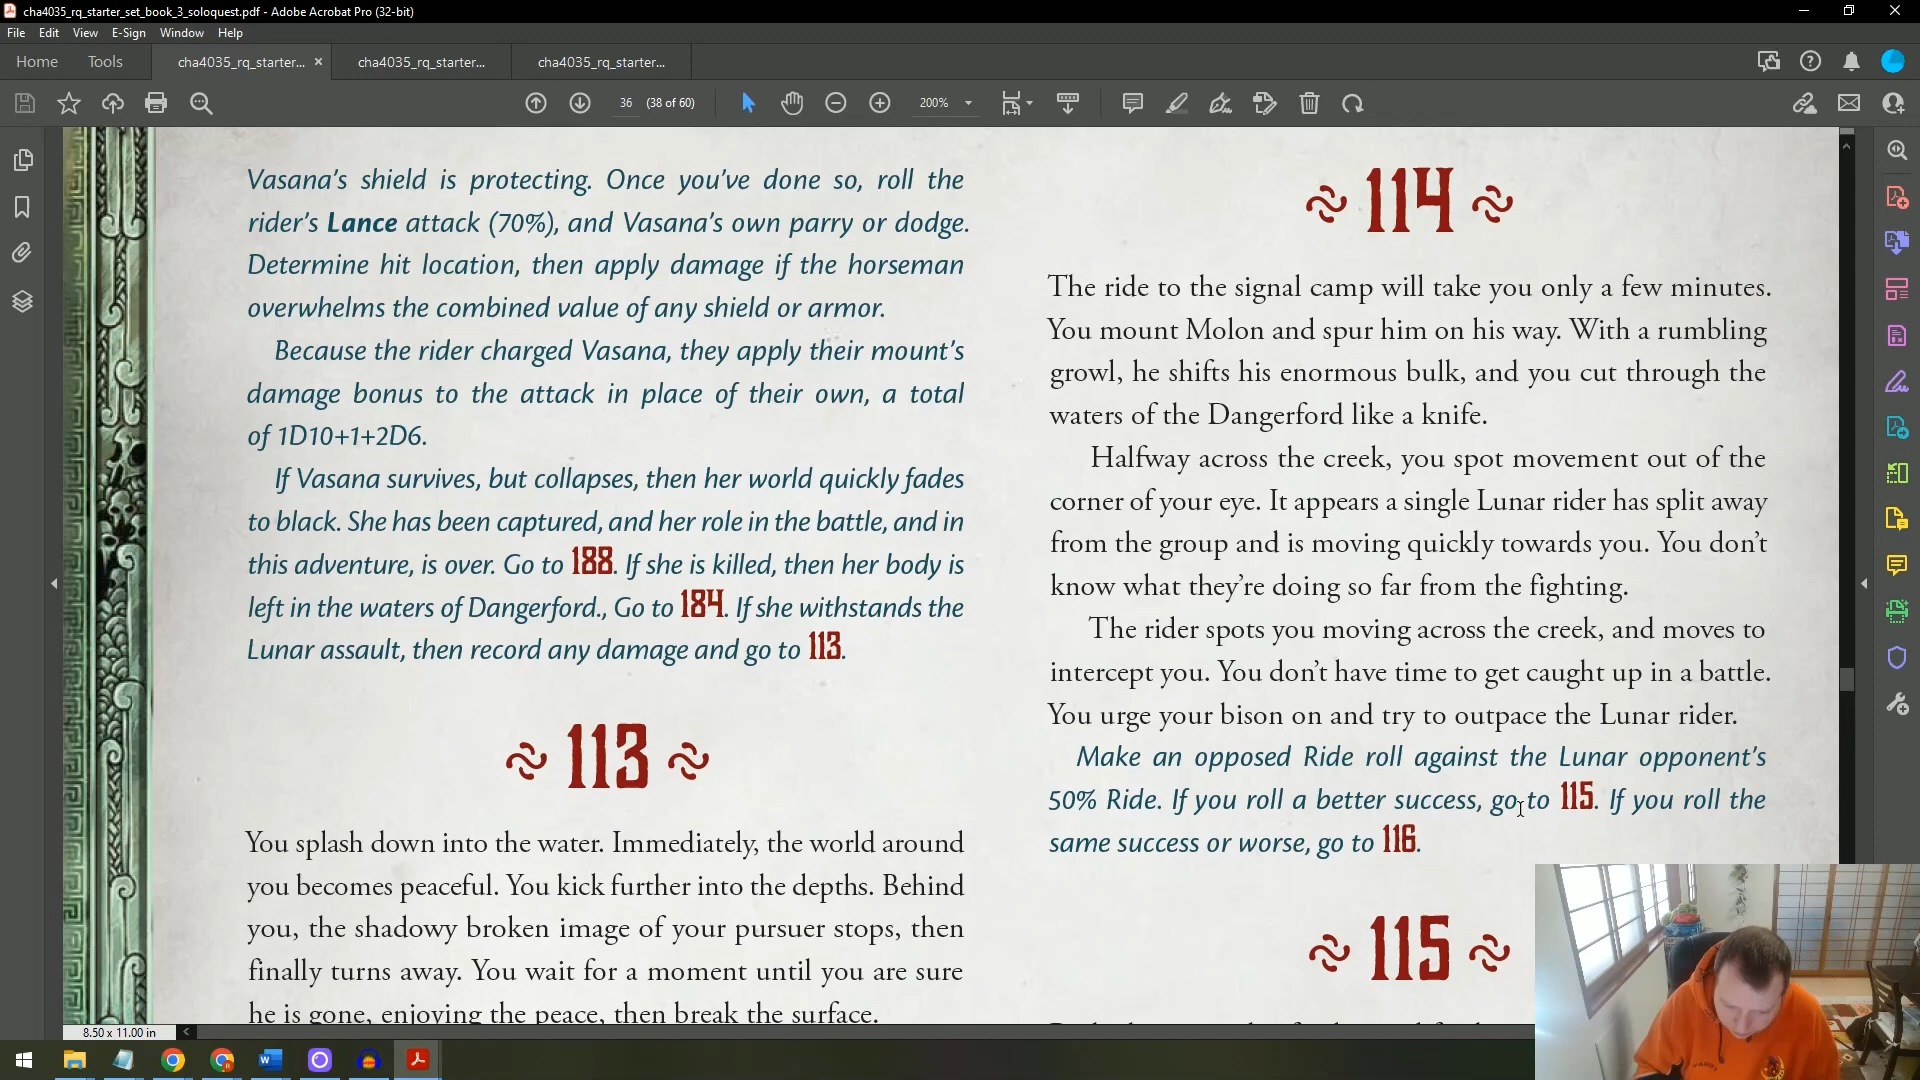 cha4035_rq_starter_set_book_3_soloquest.pdf - Adobe Acrobat Pro (32-bit)
File Edit View E-Sign Window Help
Home Tools cha4035_rq_starter... × cha4035_rq_starter... cha4035_rq_starter...
36 (38 of 60) 200%
Vasana's shield is protecting. Once you've done so, roll the
rider's Lance attack (70%), and Vasana's own parry or dodge.
Determine hit location, then apply damage if the horseman
overwhelms the combined value of any shield or armor.
Because the rider charged Vasana, they apply their mount's
damage bonus to the attack in place of their own, a total
of 1D10+1+2D6.
If Vasana survives, but collapses, then her world quickly fades
to black. She has been captured, and her role in the battle, and in
this adventure, is over. Go to 188. If she is killed, then her body is
left in the waters of Dangerford., Go to 184. If she withstands the
Lunar assault, then record any damage and go to 113.
113
You splash down into the water. Immediately, the world around
you becomes peaceful. You kick further into the depths. Behind
you, the shadowy broken image of your pursuer stops, then
finally turns away. You wait for a moment until you are sure
he is gone, enjoying the peace, then break the surface.
114
The ride to the signal camp will take you only a few minutes.
You mount Molon and spur him on his way. With a rumbling
growl, he shifts his enormous bulk, and you cut through the
waters of the Dangerford like a knife.
Halfway across the creek, you spot movement out of the
corner of your eye. It appears a single Lunar rider has split away
from the group and is moving quickly towards you. You don't
know what they're doing so far from the fighting.
The rider spots you moving across the creek, and moves to
intercept you. You don't have time to get caught up in a battle.
You urge your bison on and try to outpace the Lunar rider.
Make an opposed Ride roll against the Lunar opponent's
50% Ride. If you roll a better success, go to 115. If you roll the
same success or worse, go to 116.
115
8.50 x 11.00 in